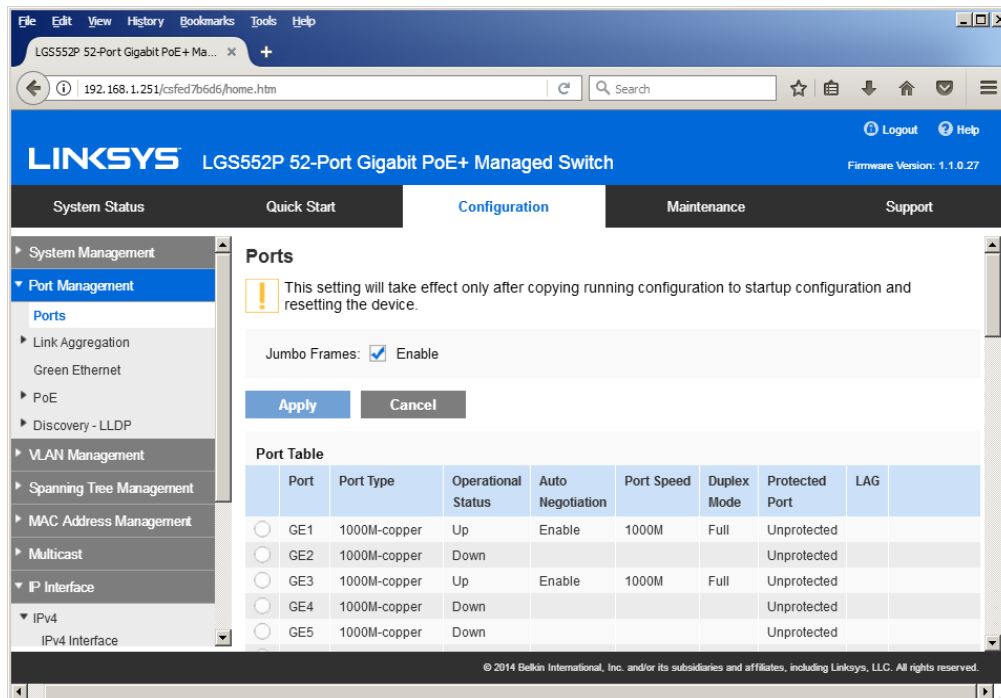 File Edit View History Bookmarks Tools Help
LGS552P 52-Port Gigabit PoE+ Ma... ×
192.168.1.251/csfed7b6d6/home.htm
Search
Logout Help
LINKSYS LGS552P 52-Port Gigabit PoE+ Managed Switch
Firmware Version: 1.1.0.27
System Status Quick Start Configuration Maintenance Support
System Management
Port Management
Ports
Link Aggregation
Green Ethernet
PoE
Discovery - LLDP
VLAN Management
Spanning Tree Management
MAC Address Management
Multicast
IP Interface
IPv4
IPv4 Interface
Ports
This setting will take effect only after copying running configuration to startup configuration and
resetting the device.
Jumbo Frames: Enable
Apply Cancel
Port Table
Port Port Type Operational Status Auto Negotiation Port Speed Duplex Mode Protected Port LAG
GE1 1000M-copper Up Enable 1000M Full Unprotected
GE2 1000M-copper Down Unprotected
GE3 1000M-copper Up Enable 1000M Full Unprotected
GE4 1000M-copper Down Unprotected
GE5 1000M-copper Down Unprotected
© 2014 Belkin International, Inc. and/or its subsidiaries and affiliates, including Linksys, LLC. All rights reserved.